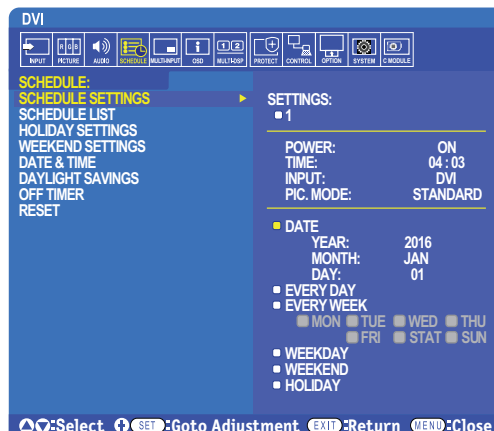 DVI
INPUT PICTURE AUDIO SCHEDULE MULTI-INPUT OSD MULTI-DSP PROTECT CONTROL OPTION SYSTEM C MODULE
R G B
1 2
SCHEDULE:
SCHEDULE SETTINGS
SCHEDULE LIST
HOLIDAY SETTINGS
WEEKEND SETTINGS
DATE & TIME
DAYLIGHT SAVINGS
OFF TIMER
RESET
SETTINGS:
1
POWER: ON
TIME: 04 : 03
INPUT: DVI
PIC. MODE: STANDARD
DATE
YEAR: 2016
MONTH: JAN
DAY: 01
EVERY DAY
EVERY WEEK
MON TUE WED THU
FRI STAT SUN
WEEKDAY
WEEKEND
HOLIDAY
:Select SET :Goto Adjustment EXIT :Return MENU :Close